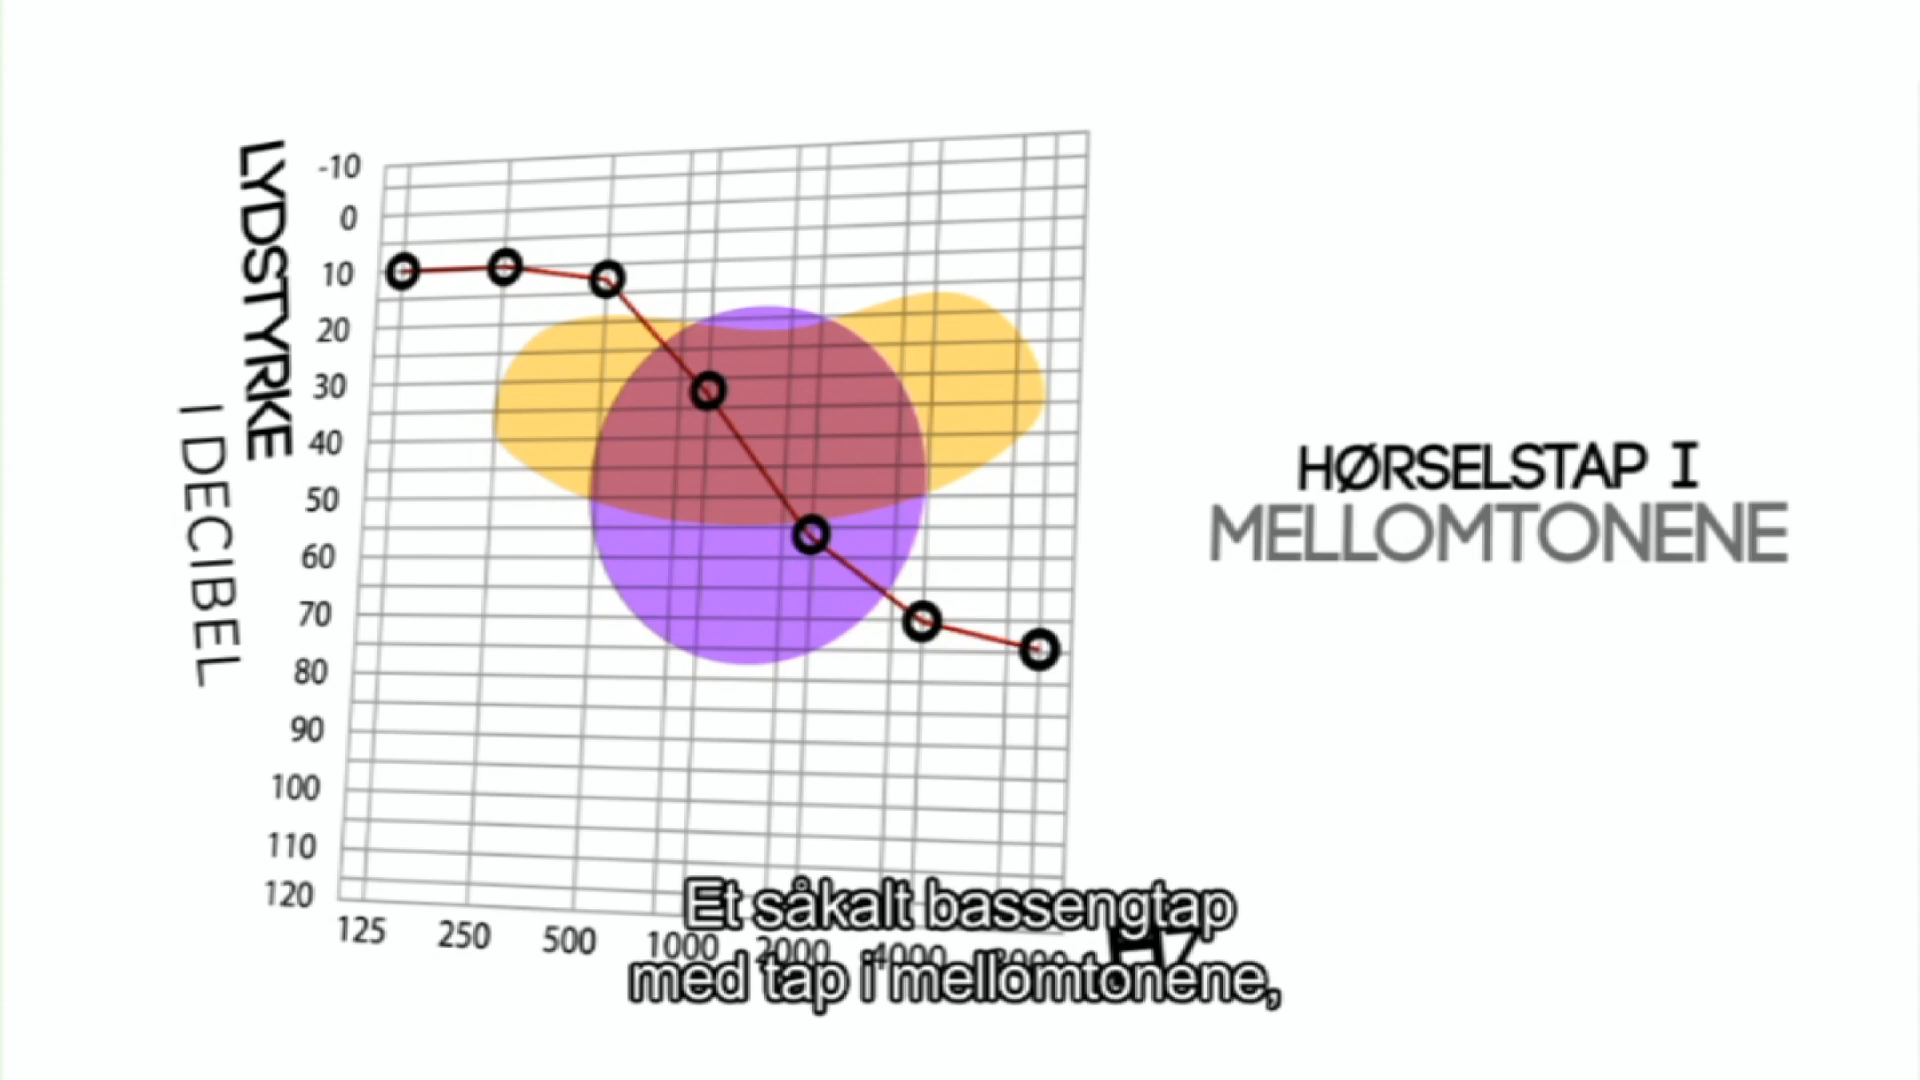 LYDSTYRKE
I DECIBEL
-10
0
10
20
30
40
50
60
70
80
90
100
110
120
125 250 500 1000 2000 4000
HØRSELSTAP I
MELLOMTONENE
Et såkalt bassengtap
med tap i mellomtonene,